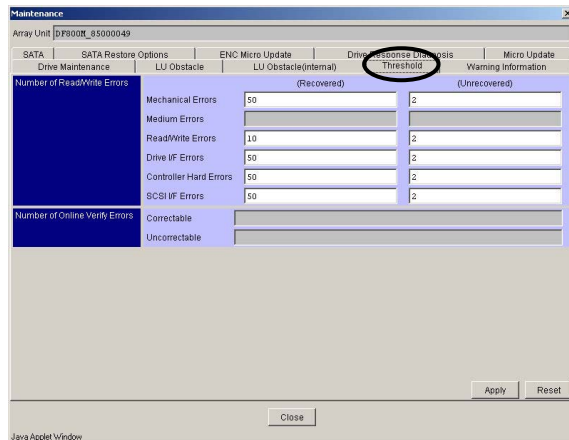 Maintenance
Array Unit DF800M_85000049
SATA SATA Restore Options ENC Micro Update Drive Response Diagnosis Micro Update
Drive Maintenance LU Obstacle LU Obstacle(internal) Threshold Warning Information
Number of Read/Write Errors (Recovered) (Unrecovered)
Mechanical Errors 50 2
Medium Errors
Read/Write Errors 10 2
Drive I/F Errors 50 2
Controller Hard Errors 50 2
SCSI I/F Errors 50 2
Number of Online Verify Errors Correctable
Uncorrectable
Apply Reset
Close
Java Applet Window